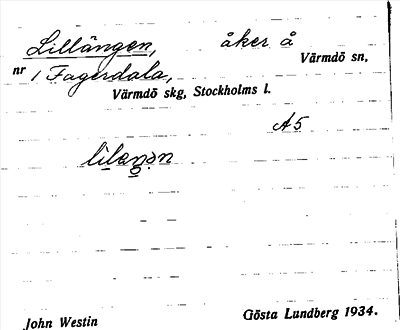 Lillängen, åker å
Värmdö sn,
nr 1 Fagerdala,
Värmdö skg, Stockholms l.
A5
John Westin Gösta Lundberg 1934.